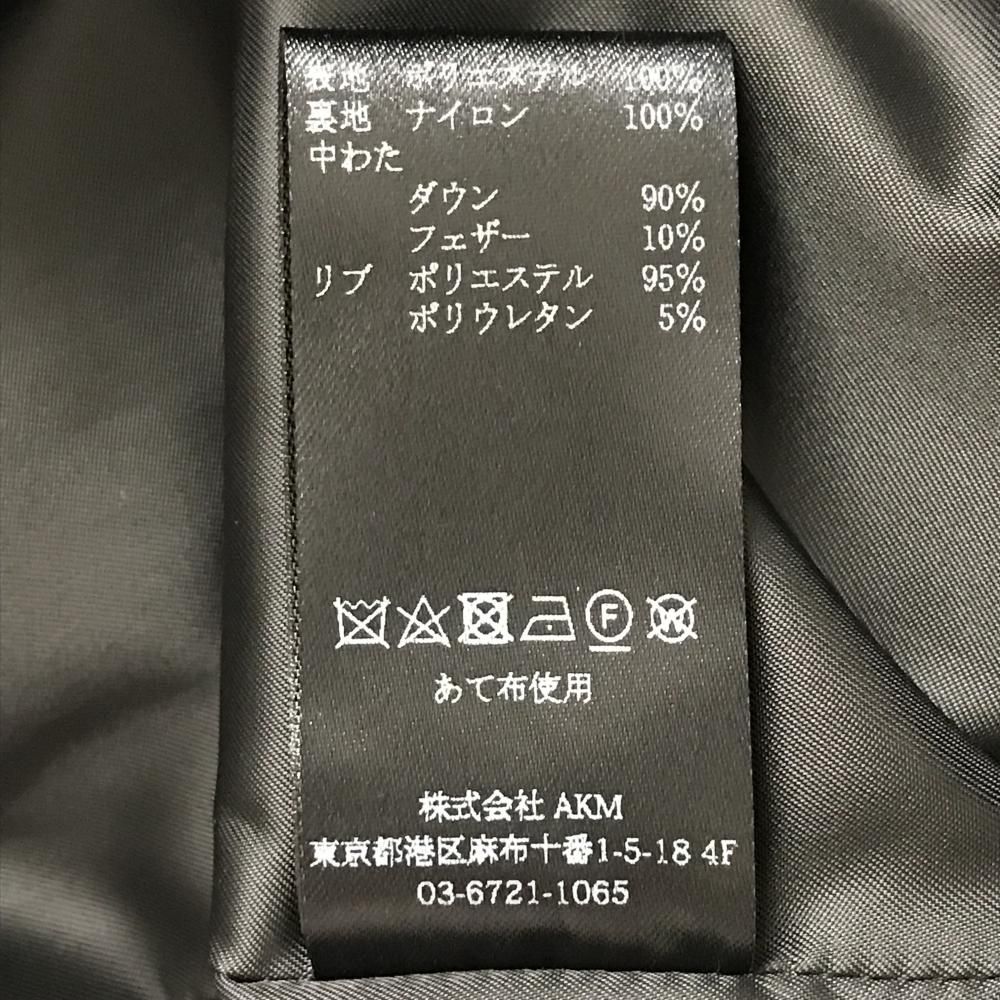 表地 ポリエステル 100%
裏地 ナイロン 100%
中わた
ダウン 90%
フェザー 10%
リブ ポリエステル 95%
ポリウレタン 5%
F W
あて布使用
株式会社 AKM
東京都港区麻布十番1-5-18 4F
03-6721-1065